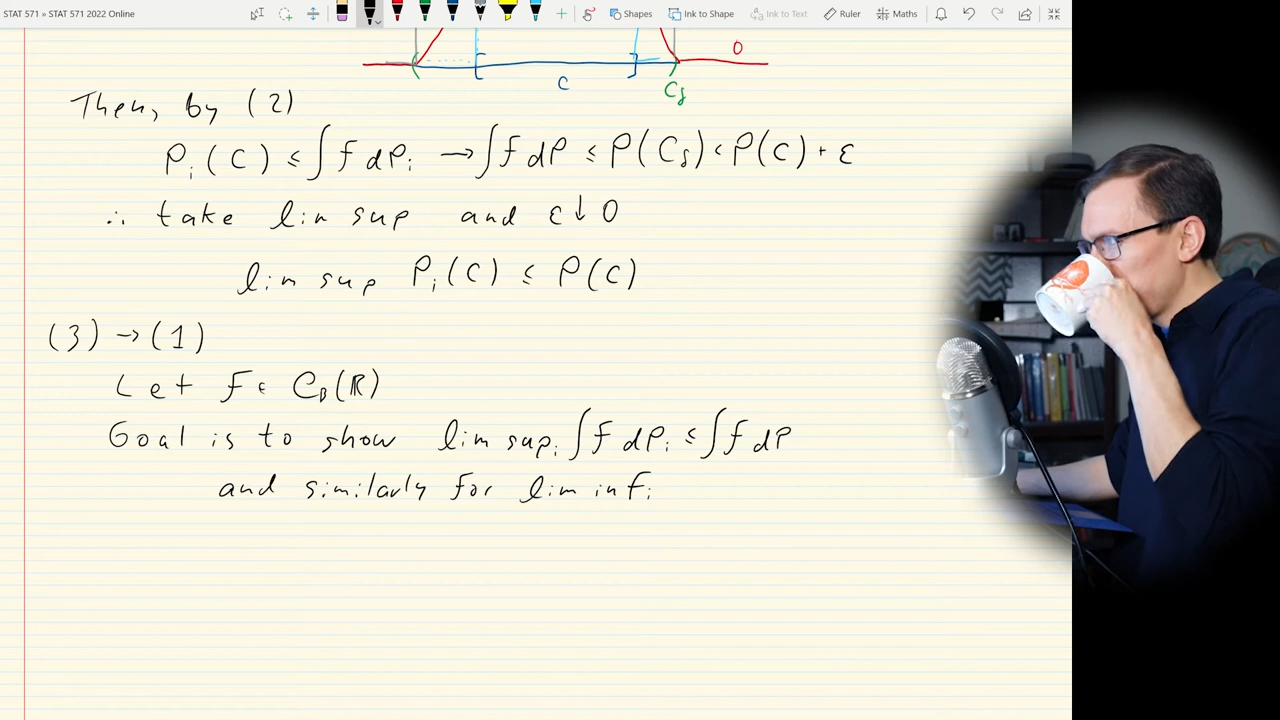 STAT 571 » STAT 571 2022 Online
Shapes
Ink to Shape
Ink to Text
Ruler
Maths
O
C
C_δ
Then, by (2)
P_i(C) ≤ ∫f dP_i → ∫f dP ≤ P(C_δ) < P(C) + ε
∴ take lim sup and ε↓0
lim sup P_i(C) ≤ P(C)
(3) → (1)
Let f ∈ C_B(ℝ)
Goal is to show lim sup_i ∫f dP_i ≤ ∫f dP
and similarly for lim inf_i